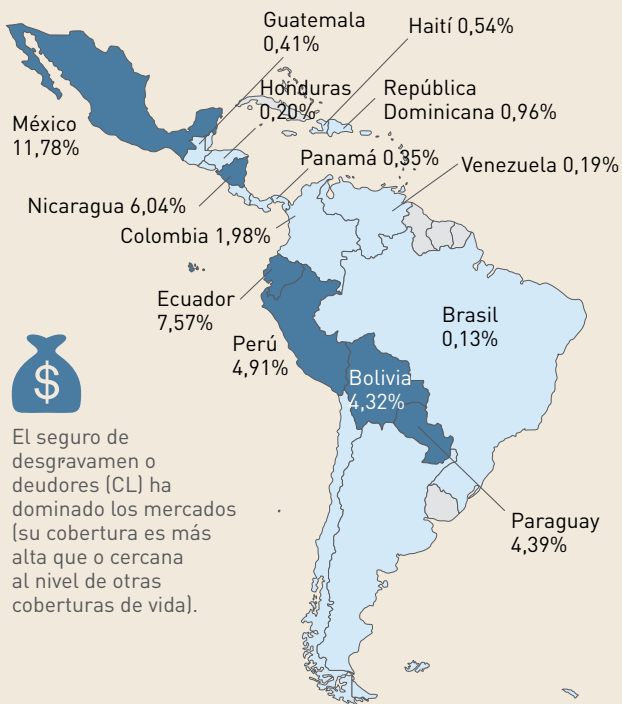 Guatemala
0,41%
Haití 0,54%
Honduras
0,20%
República
Dominicana 0,96%
México
11,78%
Panamá 0,35%
Venezuela 0,19%
Nicaragua 6,04%
Colombia 1,98%
Ecuador
7,57%
Brasil
0,13%
Perú
4,91%
Bolivia
4,32%
$
El seguro de
desgravamen o
deudores (CL) ha
dominado los mercados
(su cobertura es más
alta que o cercana
al nivel de otras
coberturas de vida).
Paraguay
4,39%